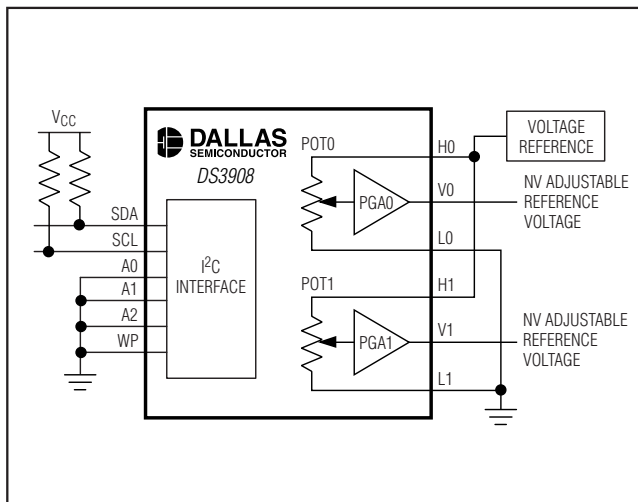 VCC
DALLAS
SEMICONDUCTOR
DS3908
SDA
SCL
A0
A1
A2
WP
I2C
INTERFACE
POT0
PGA0
H0
V0
L0
POT1
PGA1
H1
V1
L1
VOLTAGE
REFERENCE
NV ADJUSTABLE
REFERENCE
VOLTAGE
NV ADJUSTABLE
REFERENCE
VOLTAGE